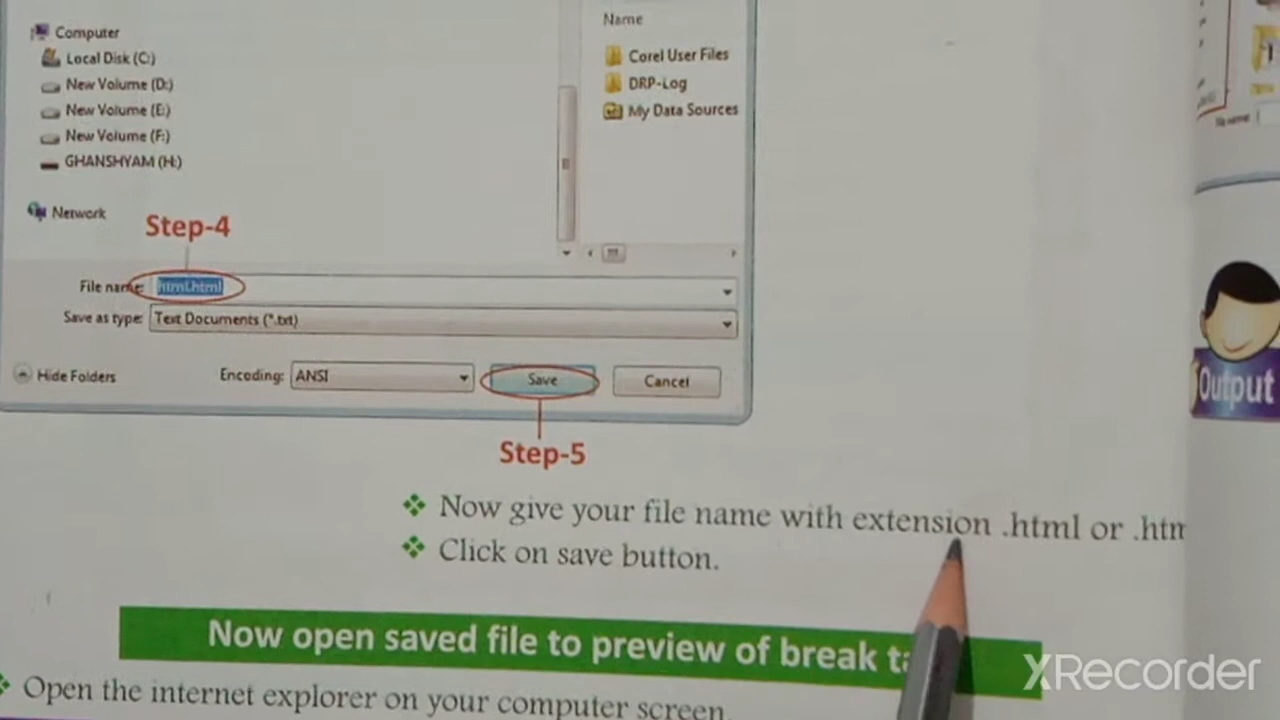 Computer
Local Disk (C:)
New Volume (D:)
New Volume (E:)
New Volume (F:)
GHANSHYAM (H:)
Network
Name
Corel User Files
DRP-Log
My Data Sources
Step-4
File name: html.html
Save as type: Text Documents (*.txt)
Hide Folders
Encoding: ANSI
Save
Cancel
Step-5
Now give your file name with extension .html or .htm
Click on save button.
Now open saved file to preview of break
Open the internet explorer on your computer screen.
File name:
Output
XRecorder